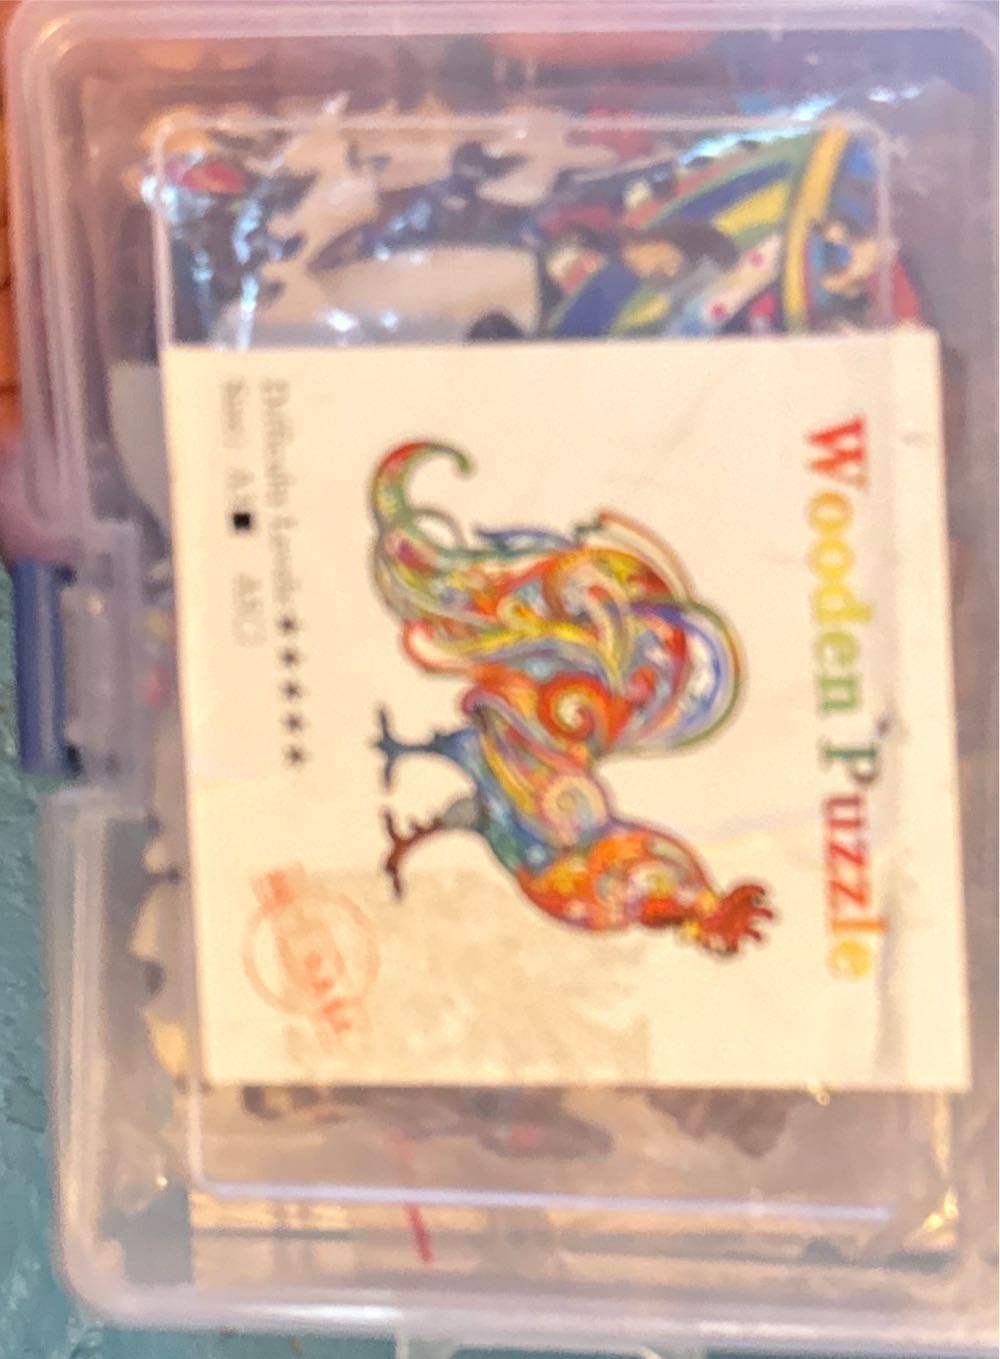 Wooden Puzzle
Difficulty Level: ★★★★★
Size: A4■ A5□